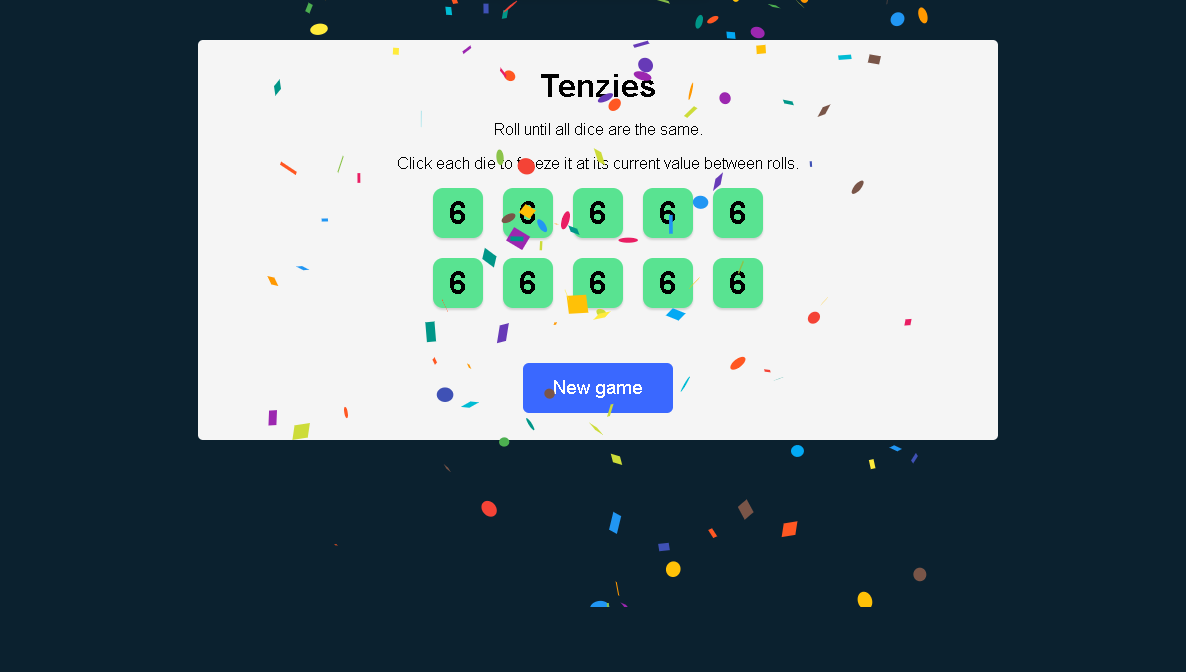 Tenzies
Roll until all dice are the same.
Click each die to freeze it at its current value between rolls.
6 6 6 6 6
6 6 6 6 6
New game